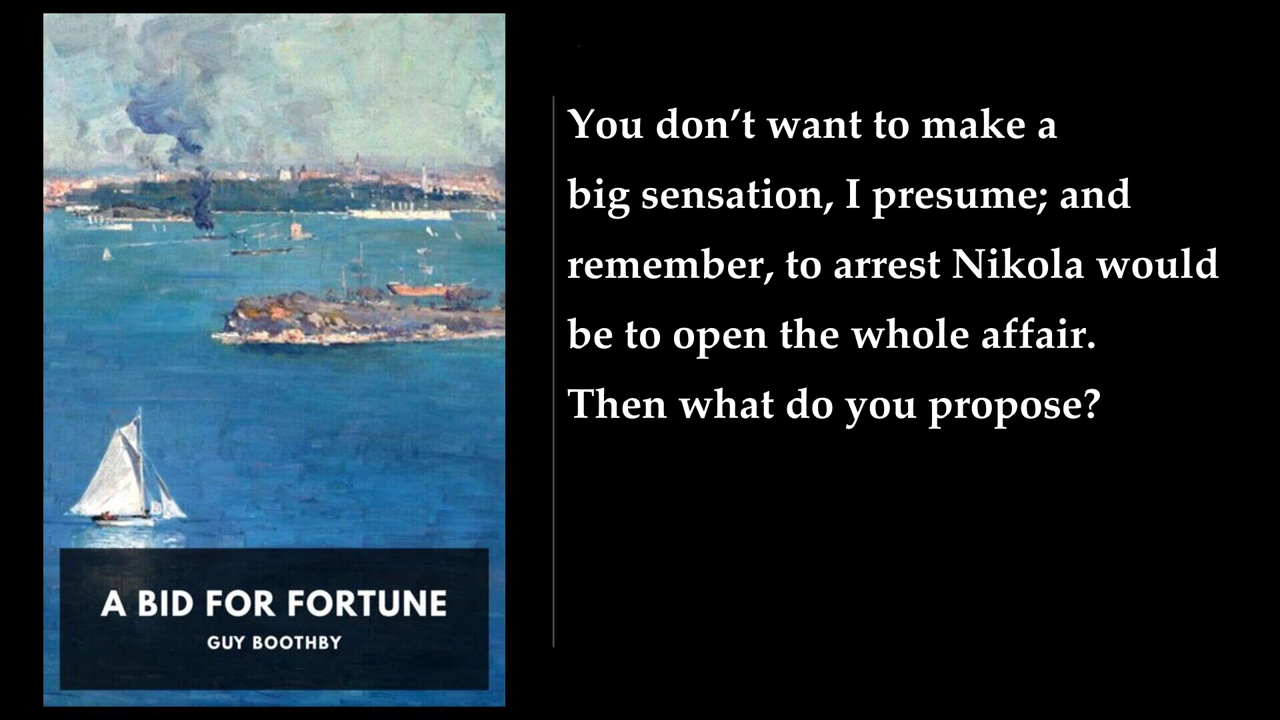 You don’t want to make a
big sensation, I presume; and
remember, to arrest Nikola would
be to open the whole affair.
Then what do you propose?
A BID FOR FORTUNE
GUY BOOTHBY